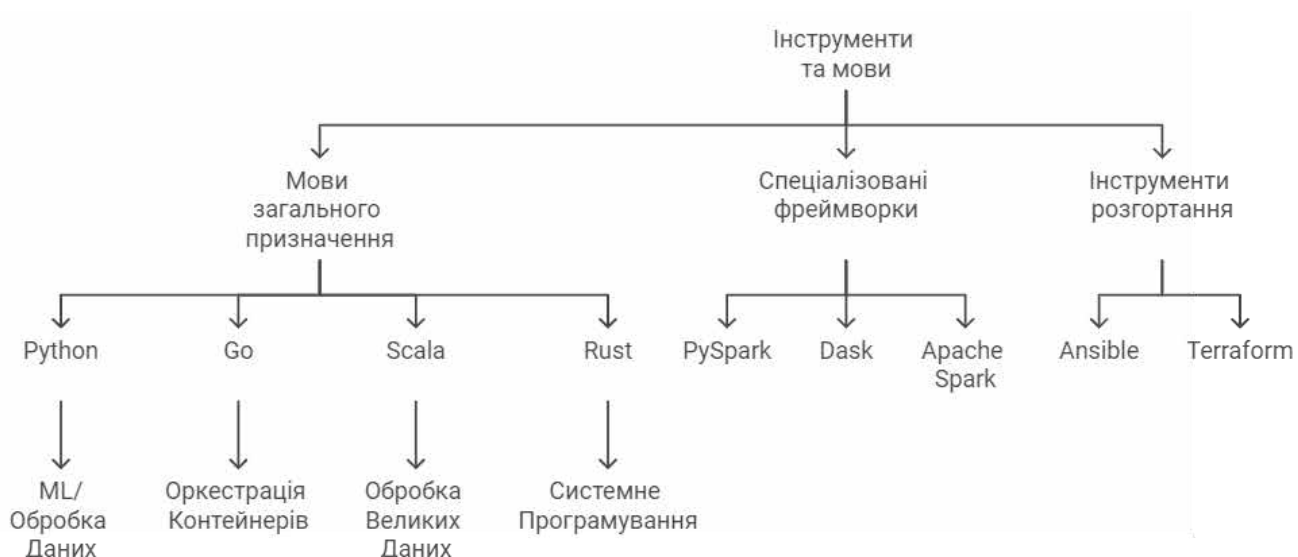 Інструменти
та мови
Мови
загального
призначення
Спеціалізовані
фреймворки
Інструменти
розгортання
Python
Go
Scala
Rust
PySpark
Dask
Apache
Spark
Ansible
Terraform
ML/
Обробка
Даних
Оркестрація
Контейнерів
Обробка
Великих
Даних
Системне
Програмування